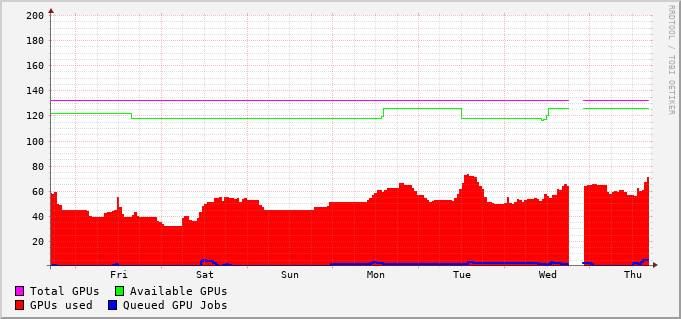 200
180
160
140
120
100
80
60
40
20
Fri Sat Sun Mon Tue Wed Thu
Total GPUs Available GPUs
GPUs used Queued GPU Jobs
RRDTOOL / TOBI OETIKER